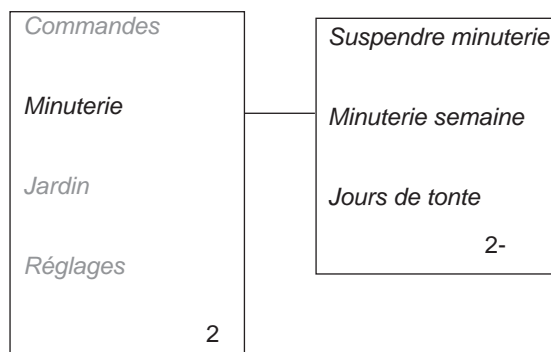 Commandes
Minuterie
Jardin
Réglages
2
Suspendre minuterie
Minuterie semaine
Jours de tonte
2-